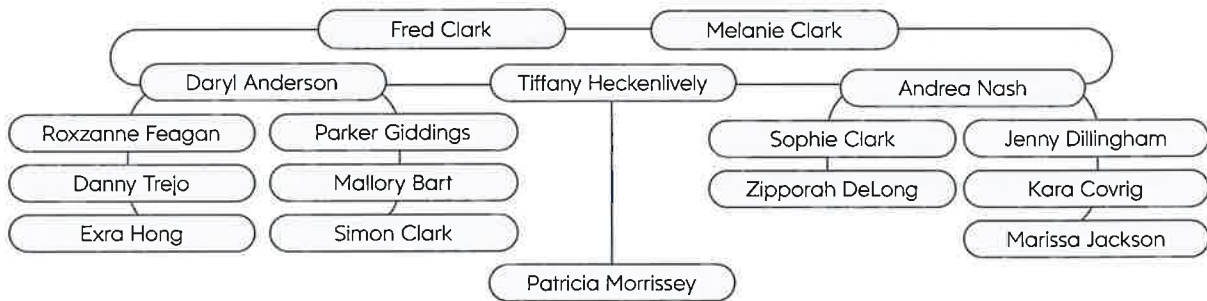 Fred Clark
Melanie Clark
Daryl Anderson
Tiffany Heckenlively
Andrea Nash
Roxzanne Feagan
Parker Giddings
Sophie Clark
Jenny Dillingham
Danny Trejo
Mallory Bart
Zipporah DeLong
Kara Covrig
Exra Hong
Simon Clark
Marissa Jackson
Patricia Morrissey